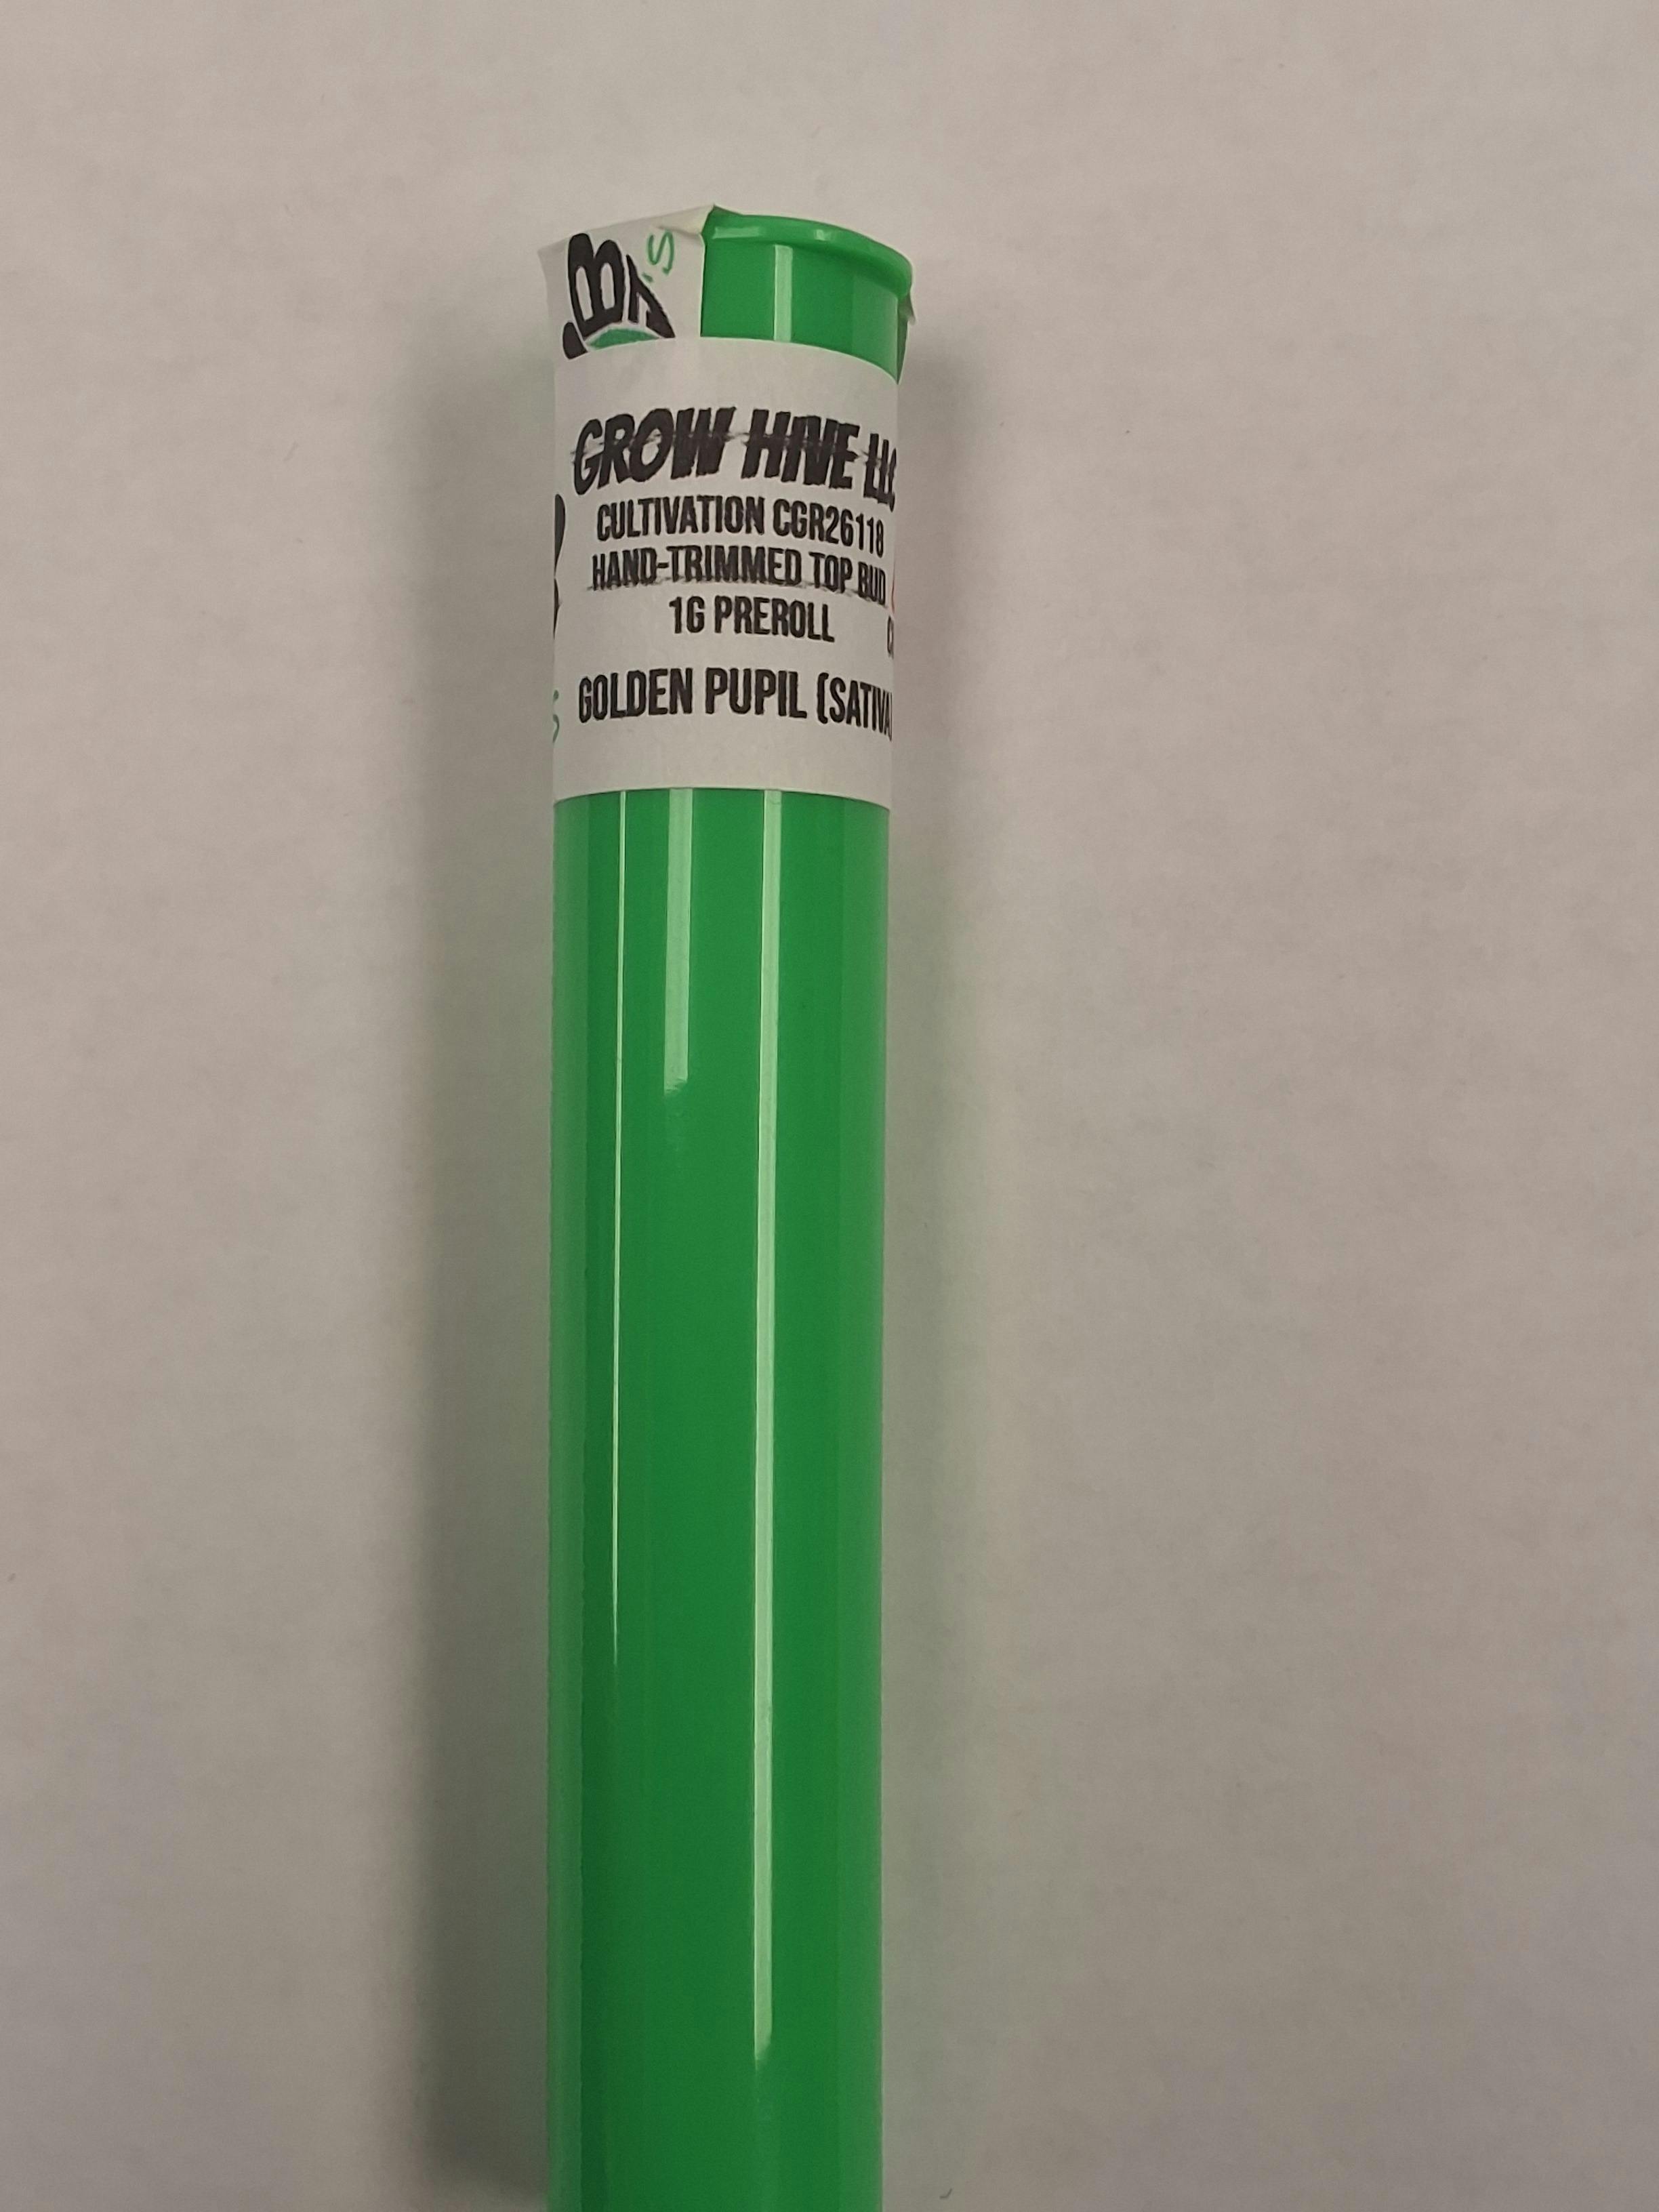 GROW HIVE LLC
CULTIVATION CGR26118
HAND-TRIMMED TOP BUD
1G PREROLL
GOLDEN PUPIL (SATIVA